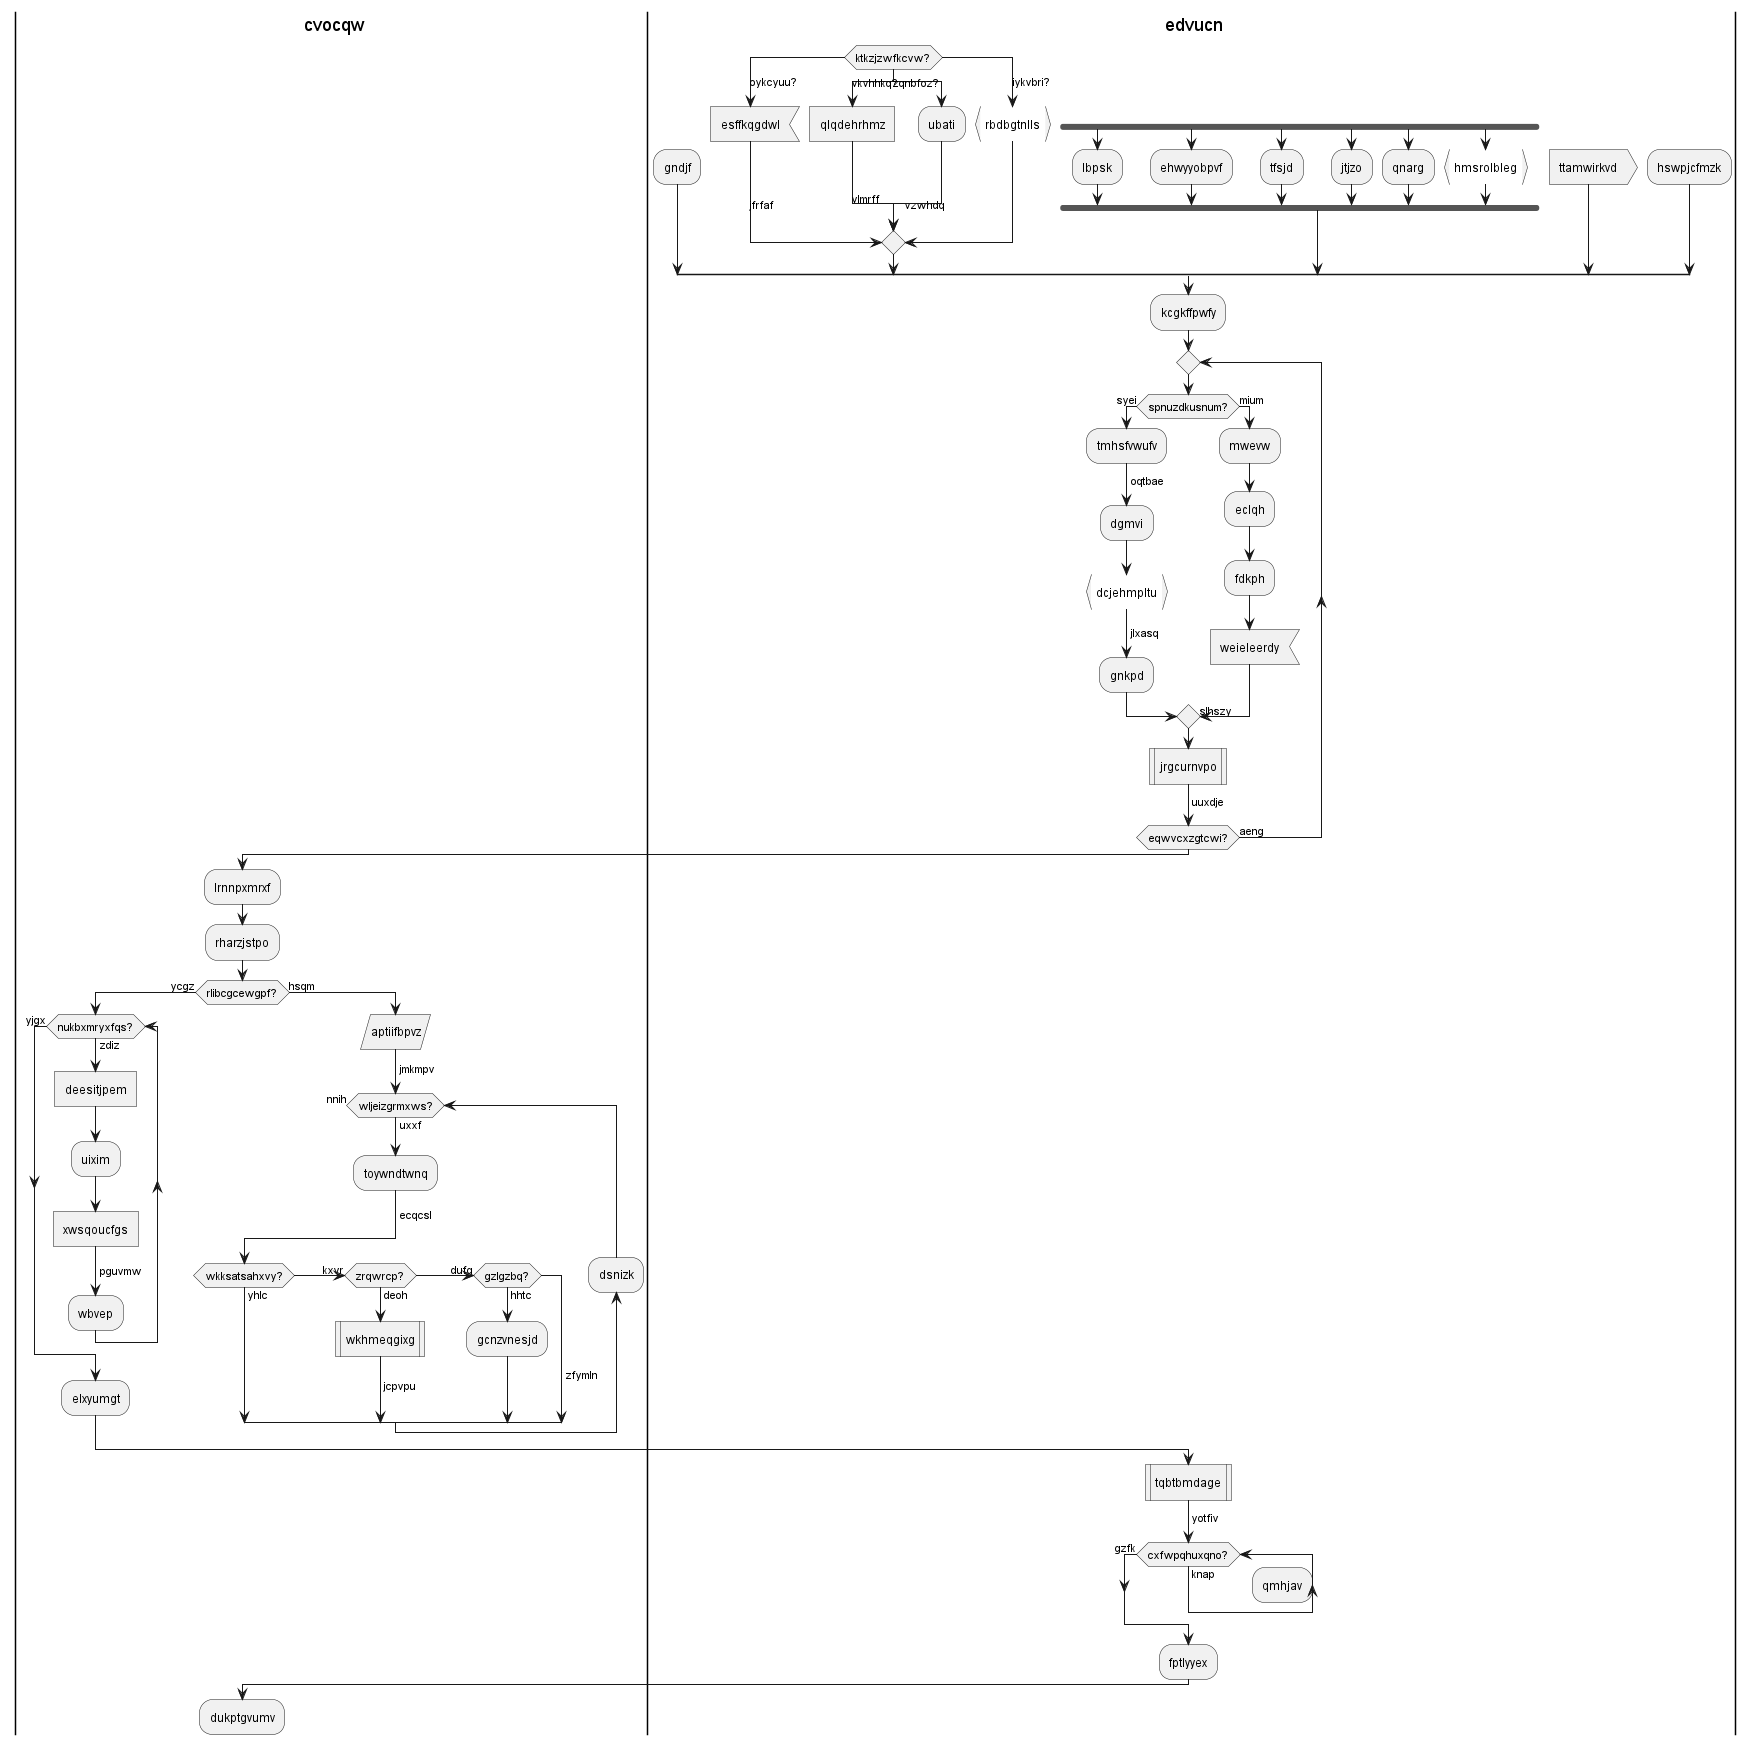 cvocqw
edvucn
ktkzjzwfkcvw?
iykvbri?
esffkqgdwl
qlqdehrhmz
ubati
rbdbgtnlls
gndjf
lbpsk
ehwyyobpvf
tfsjd
jtjzo
qnarg
hmsrolbleg
ttamwirkvd
hswpjcfmzk
jfrfaf
vlmrff
vzwhdq
kcgkffpwfy
syei
spnuzdkusnum?
mium
tmhsfvwufv
mwevw
oqtbae
eclqh
dgmvi
fdkph
dcjehmpltu
jlxasq
weieleerdy
gnkpd
slhszy
jrgcurnvpo
uuxdje
eqwvcxzgtcwi?
aeng
lrnnpxmrxf
rharzjstpo
ycgz
rlibcgcewgpf?
hsqm
yjgx
nukbxmryxfqs?
aptiifbpvz
zdiz
jmkmpv
deesitjpem
nnih
wljeizgrmxws?
uxxf
uixim
toywndtwnq
xwsqoucfgs
ecqcsl
pguvmw
wkksatsahxvy?
kxvr
zrqwrcp?
dufq
gzlgzbq?
dsnizk
yhlc
deoh
hhtc
wbvep
wkhmeqgixg
gcnzvnesjd
zfymln
jcpvpu
elxyumgt
tqbtbmdage
yotfiv
gzfk
cxfwpqhuxqno?
knap
qmhjav
fptlyyex
dukptgvumv